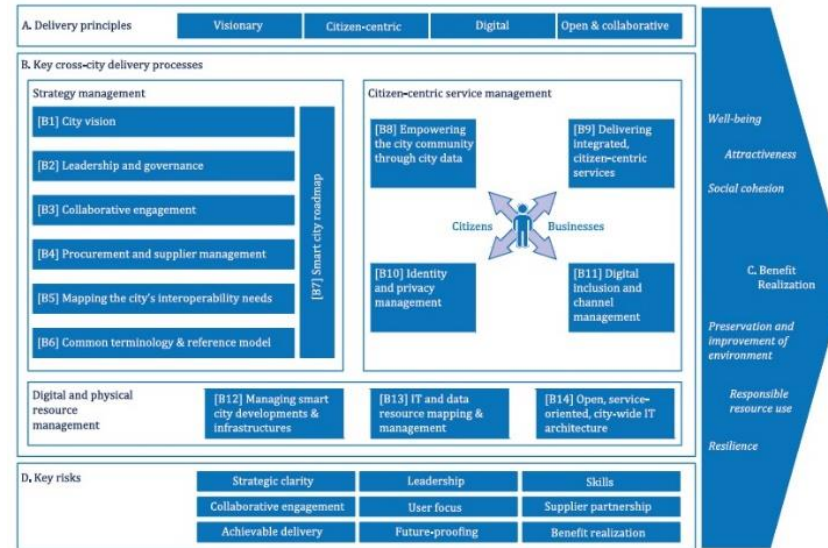 A. Delivery principles
Visionary
Citizen-centric
Digital
Open & collaborative
B. Key cross-city delivery processes
Strategy management
[B1] City vision
[B2] Leadership and governance
[B3] Collaborative engagement
[B4] Procurement and supplier management
[B5] Mapping the city's interoperability needs
[B6] Common terminology & reference model
[B7] Smart city roadmap
Citizen-centric service management
[B8] Empowering
the city community
through city data
[B9] Delivering
integrated,
citizen-centric
services
Citizens
Businesses
[B10] Identity
and privacy
management
[B11] Digital
inclusion and
channel
management
Digital and physical
resource
management
[B12] Managing smart
city developments &
infrastructures
[B13] IT and data
resource mapping &
management
[B14] Open, service-
oriented, city-wide IT
architecture
D. Key risks
Strategic clarity
Leadership
Skills
Collaborative engagement
User focus
Supplier partnership
Achievable delivery
Future-proofing
Benefit realization
Well-being
Attractiveness
Social cohesion
C. Benefit
Realization
Preservation and
improvement of
environment
Responsible
resource use
Resilience